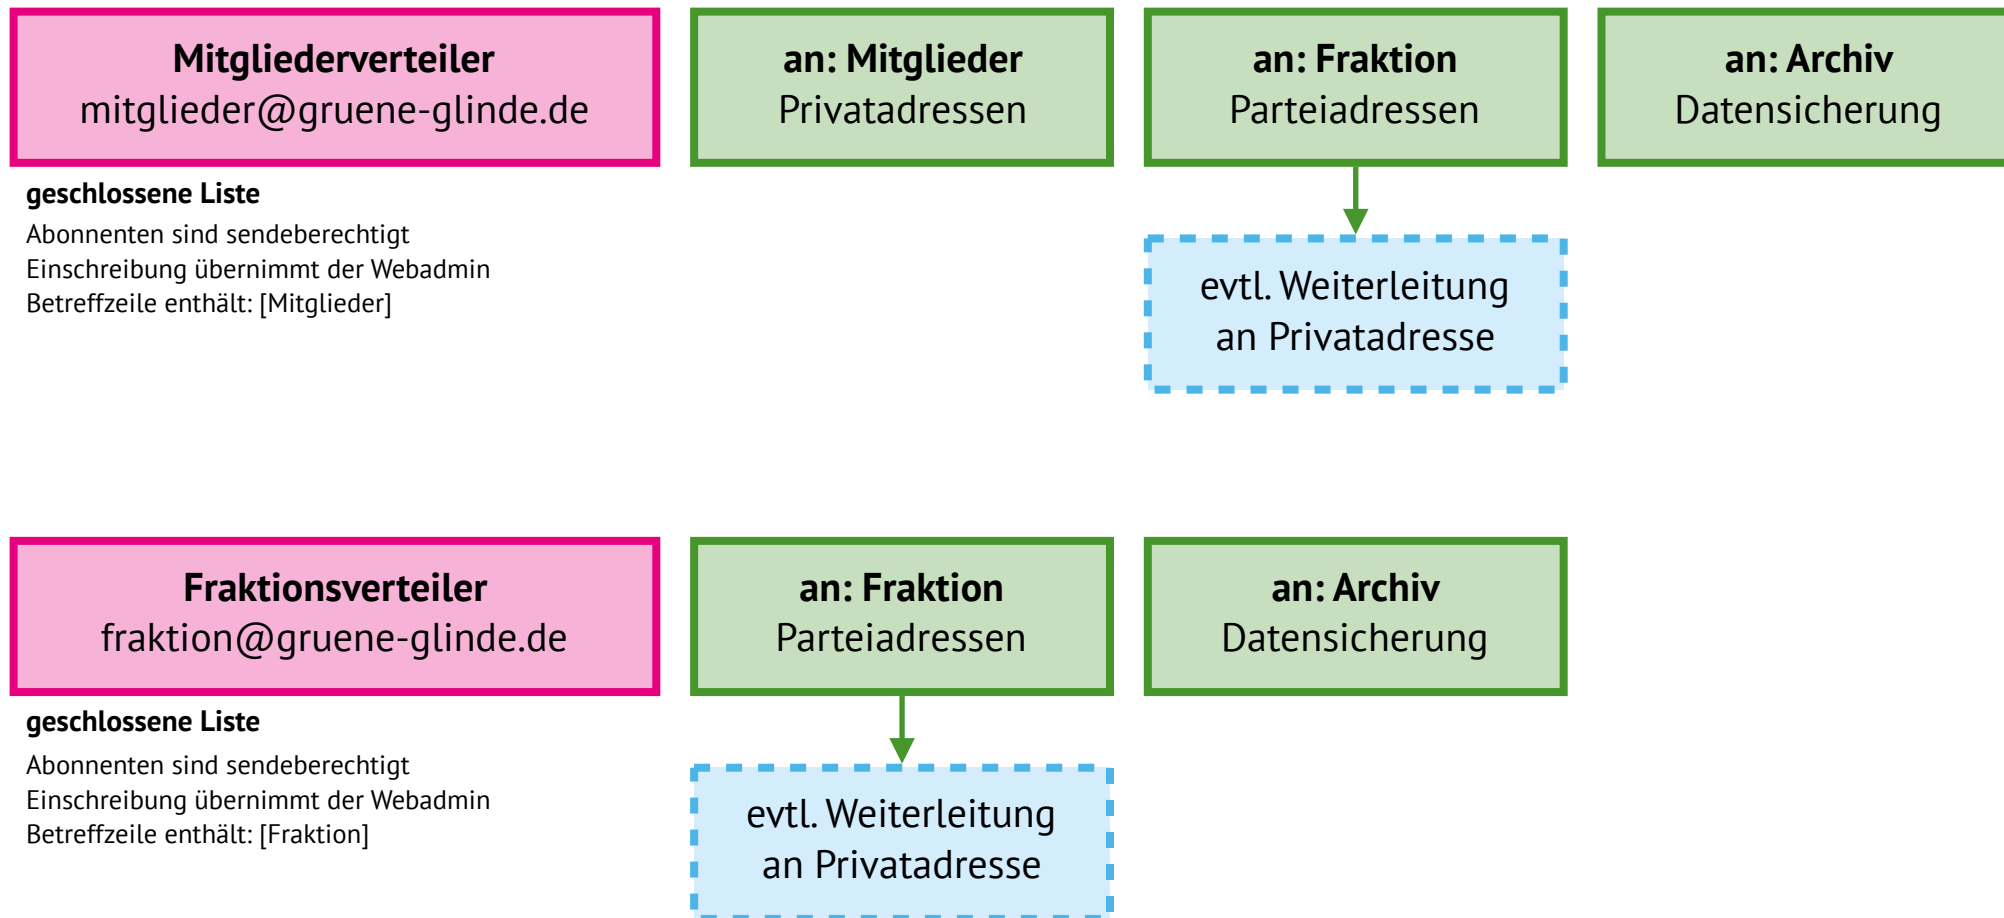 Mitgliederverteiler
mitglieder@gruene-glinde.de
an: Mitglieder
Privatadressen
an: Fraktion
Parteiadressen
an: Archiv
Datensicherung
geschlossene Liste
Abonnenten sind sendeberechtigt
Einschreibung übernimmt der Webadmin
Betreffzeile enthält: [Mitglieder]
evtl. Weiterleitung
an Privatadresse
Fraktionsverteiler
fraktion@gruene-glinde.de
an: Fraktion
Parteiadressen
an: Archiv
Datensicherung
geschlossene Liste
Abonnenten sind sendeberechtigt
Einschreibung übernimmt der Webadmin
Betreffzeile enthält: [Fraktion]
evtl. Weiterleitung
an Privatadresse